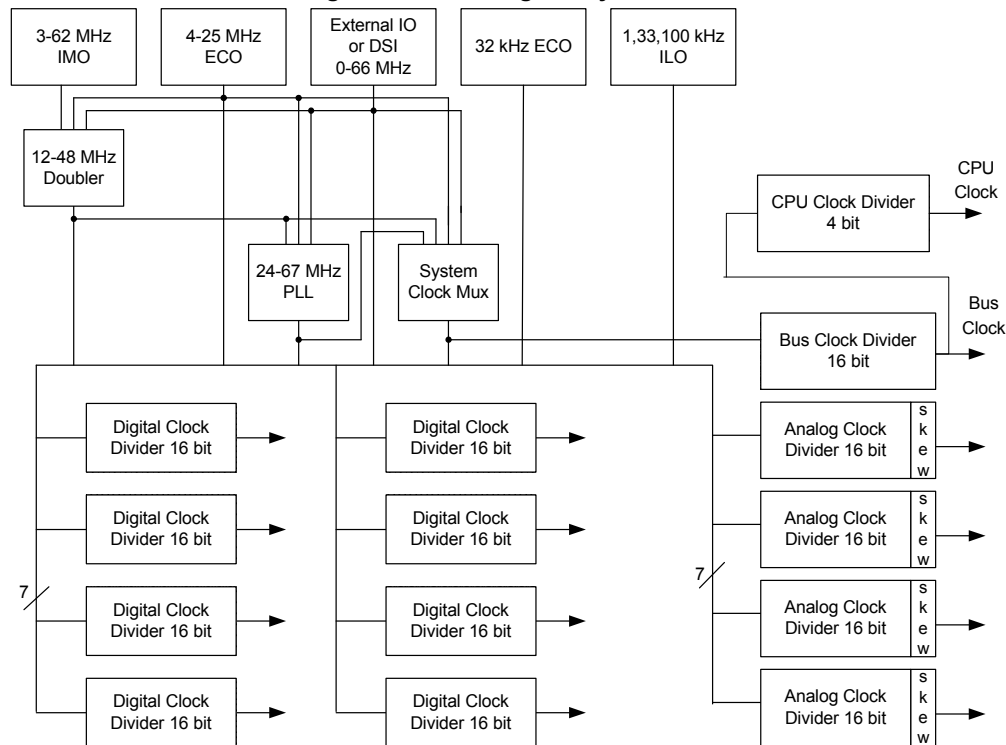 3-62 MHz
IMO
4-25 MHz
ECO
External IO
or DSI
0-66 MHz
32 kHz ECO
1,33,100 kHz
ILO
12-48 MHz
Doubler
24-67 MHz
PLL
System
Clock Mux
CPU Clock Divider
4 bit
CPU
Clock
Bus Clock Divider
16 bit
Bus
Clock
Digital Clock
Divider 16 bit
Digital Clock
Divider 16 bit
Analog Clock
Divider 16 bit
s
k
e
w
Digital Clock
Divider 16 bit
Digital Clock
Divider 16 bit
Analog Clock
Divider 16 bit
s
k
e
w
7
7
Digital Clock
Divider 16 bit
Digital Clock
Divider 16 bit
Analog Clock
Divider 16 bit
s
k
e
w
Digital Clock
Divider 16 bit
Digital Clock
Divider 16 bit
Analog Clock
Divider 16 bit
s
k
e
w